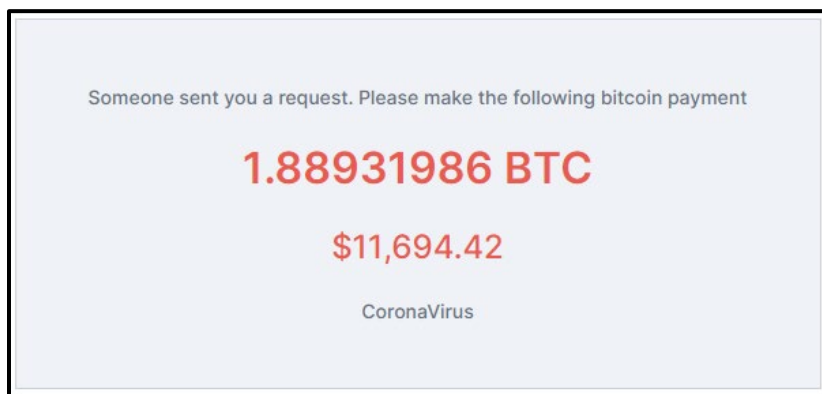 Someone sent you a request. Please make the following bitcoin payment
1.88931986 BTC
$11,694.42
CoronaVirus